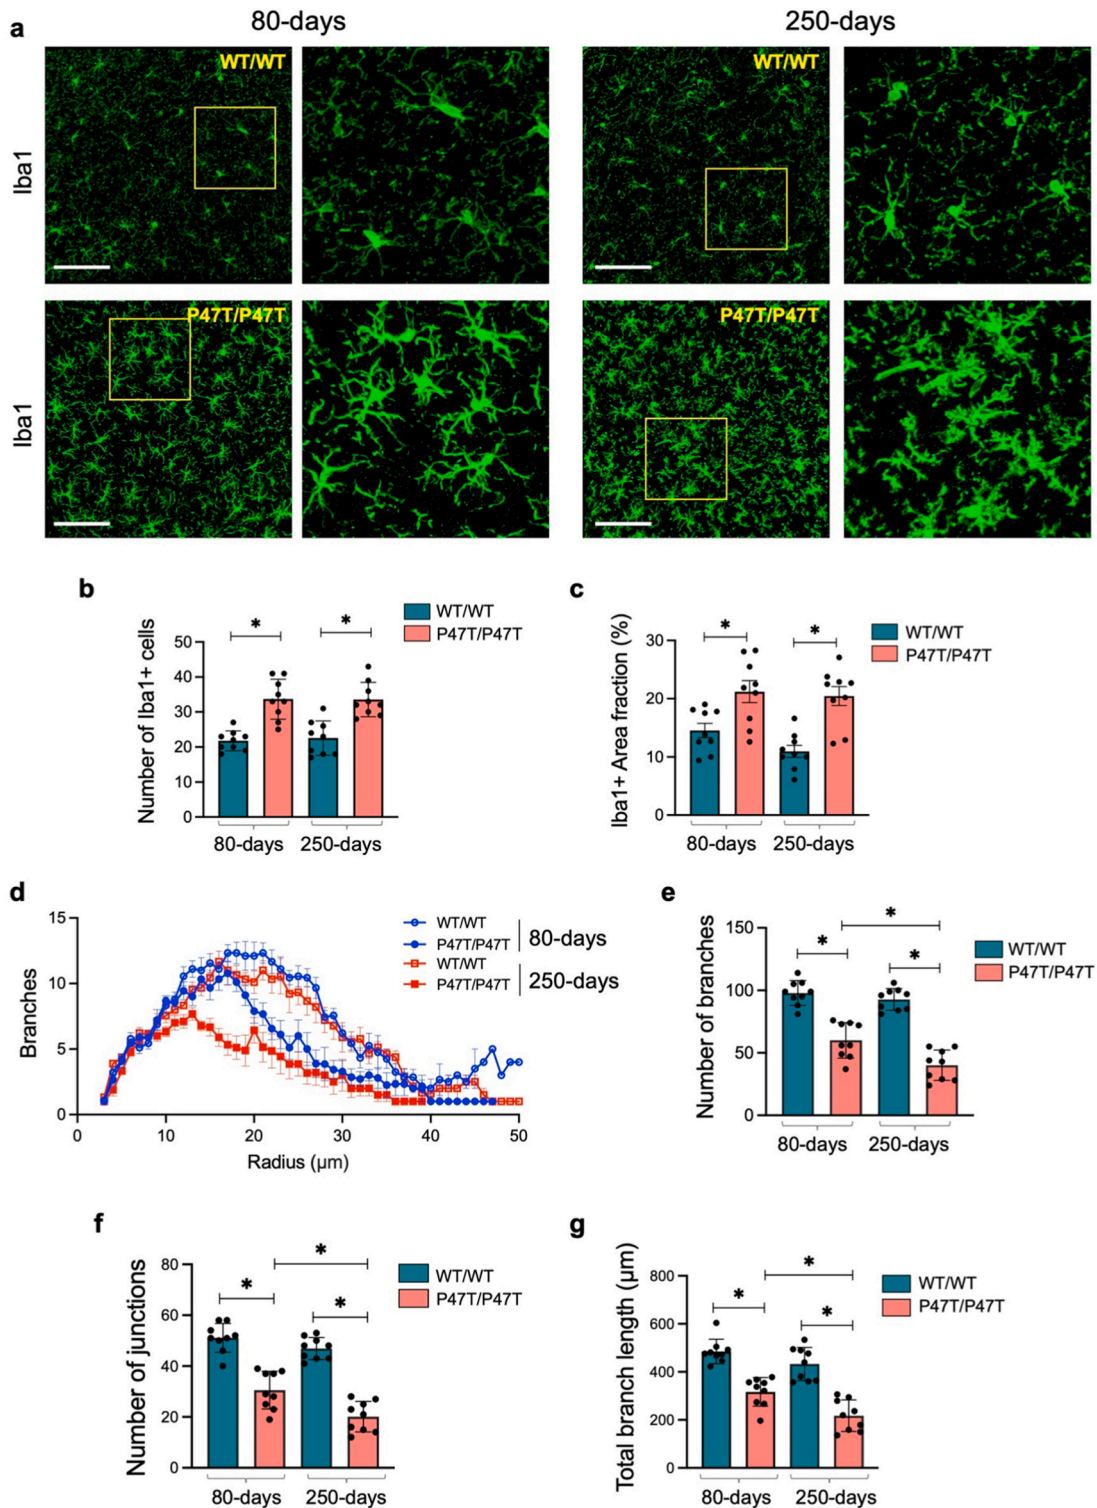 a
80-days
250-days
Iba1
WT/WT
WT/WT
Iba1
P47T/P47T
P47T/P47T
b
Number of Iba1+ cells
50
40
30
20
10
0
*
*
80-days
250-days
WT/WT
P47T/P47T
c
Iba1+ Area fraction (%)
30
20
10
0
*
*
80-days
250-days
WT/WT
P47T/P47T
d
Branches
15
10
5
0
0
10
20
30
40
50
Radius (µm)
WT/WT
P47T/P47T
80-days
WT/WT
P47T/P47T
250-days
e
Number of branches
150
100
50
0
*
*
*
80-days
250-days
WT/WT
P47T/P47T
f
Number of junctions
80
60
40
20
0
*
*
*
80-days
250-days
WT/WT
P47T/P47T
g
Total branch length (µm)
800
600
400
200
0
*
*
*
80-days
250-days
WT/WT
P47T/P47T